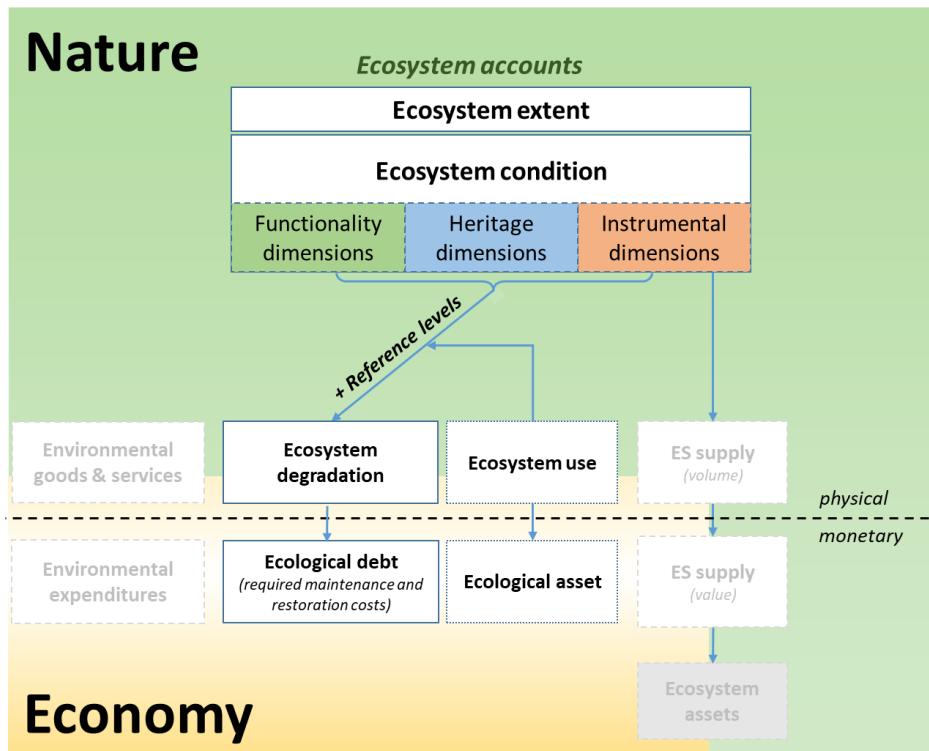 Nature
Ecosystem accounts
Ecosystem extent
Ecosystem condition
Functionality
dimensions
Heritage
dimensions
Instrumental
dimensions
+ Reference levels
Environmental
goods & services
Ecosystem
degradation
Ecosystem use
ES supply
(volume)
physical
monetary
Environmental
expenditures
Ecological debt
(required maintenance and
restoration costs)
Ecological asset
ES supply
(value)
Ecosystem
assets
Economy